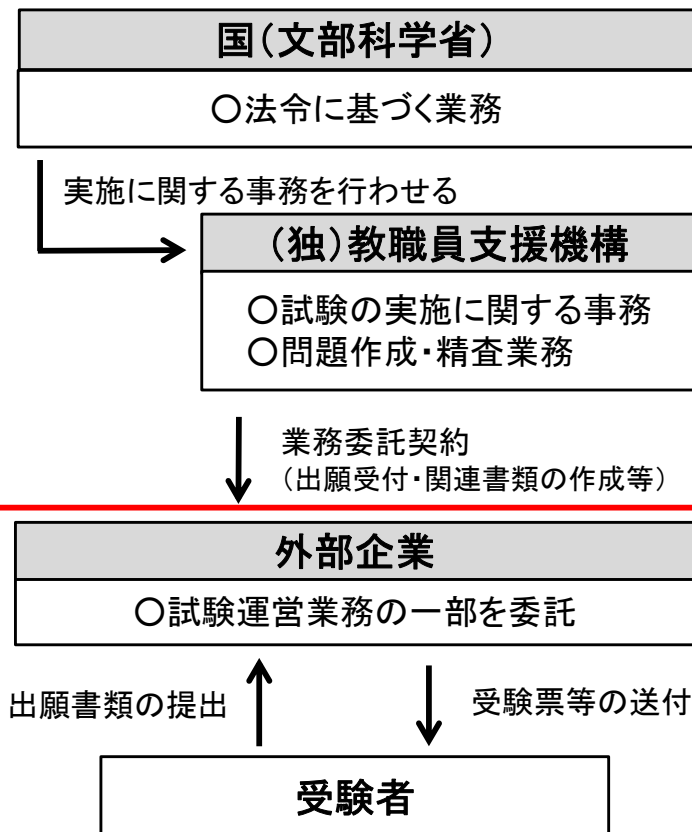 国(文部科学省)
〇法令に基づく業務
実施に関する事務を行わせる
(独)教職員支援機構
〇試験の実施に関する事務
〇問題作成・精査業務
業務委託契約
(出願受付・関連書類の作成等)
外部企業
〇試験運営業務の一部を委託
出願書類の提出
受験票等の送付
受験者